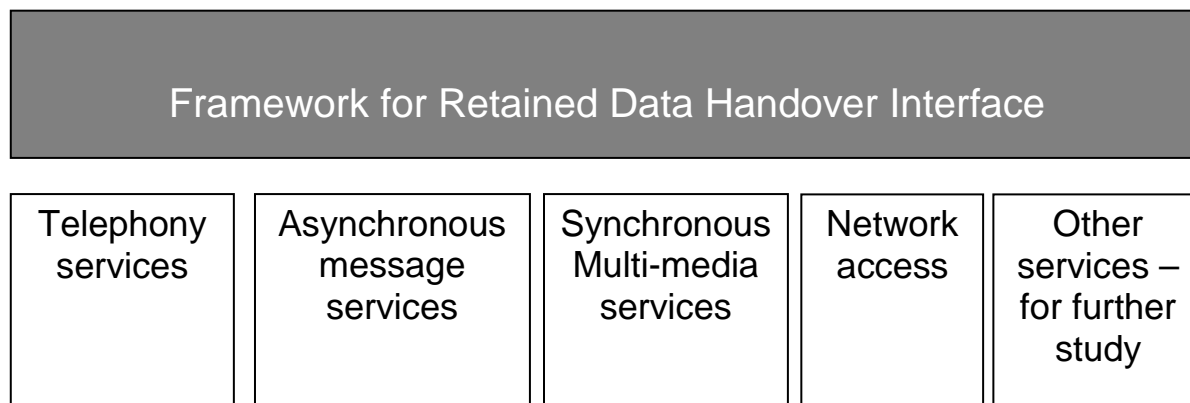 Framework for Retained Data Handover Interface
Telephony
services
Asynchronous
message
services
Synchronous
Multi-media
services
Network
access
Other
services –
for further
study